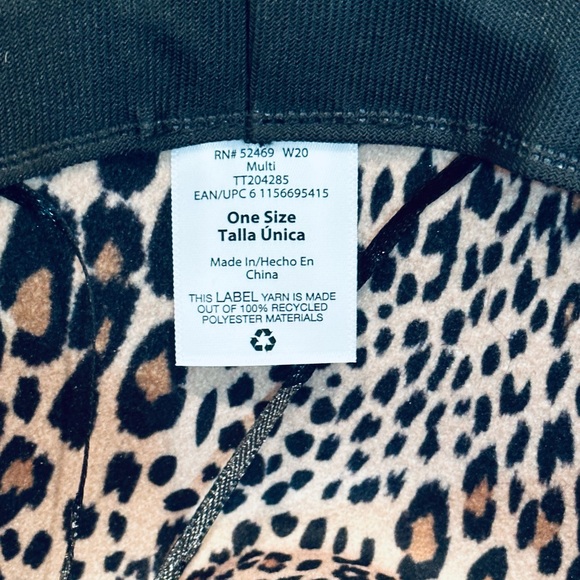 RN# 52469 W20
Multi
TT204285
EAN/UPC 6 1156695415
One Size
Talla Única
Made In/Hecho En
China
THIS LABEL YARN IS MADE
OUT OF 100% RECYCLED
POLYESTER MATERIALS